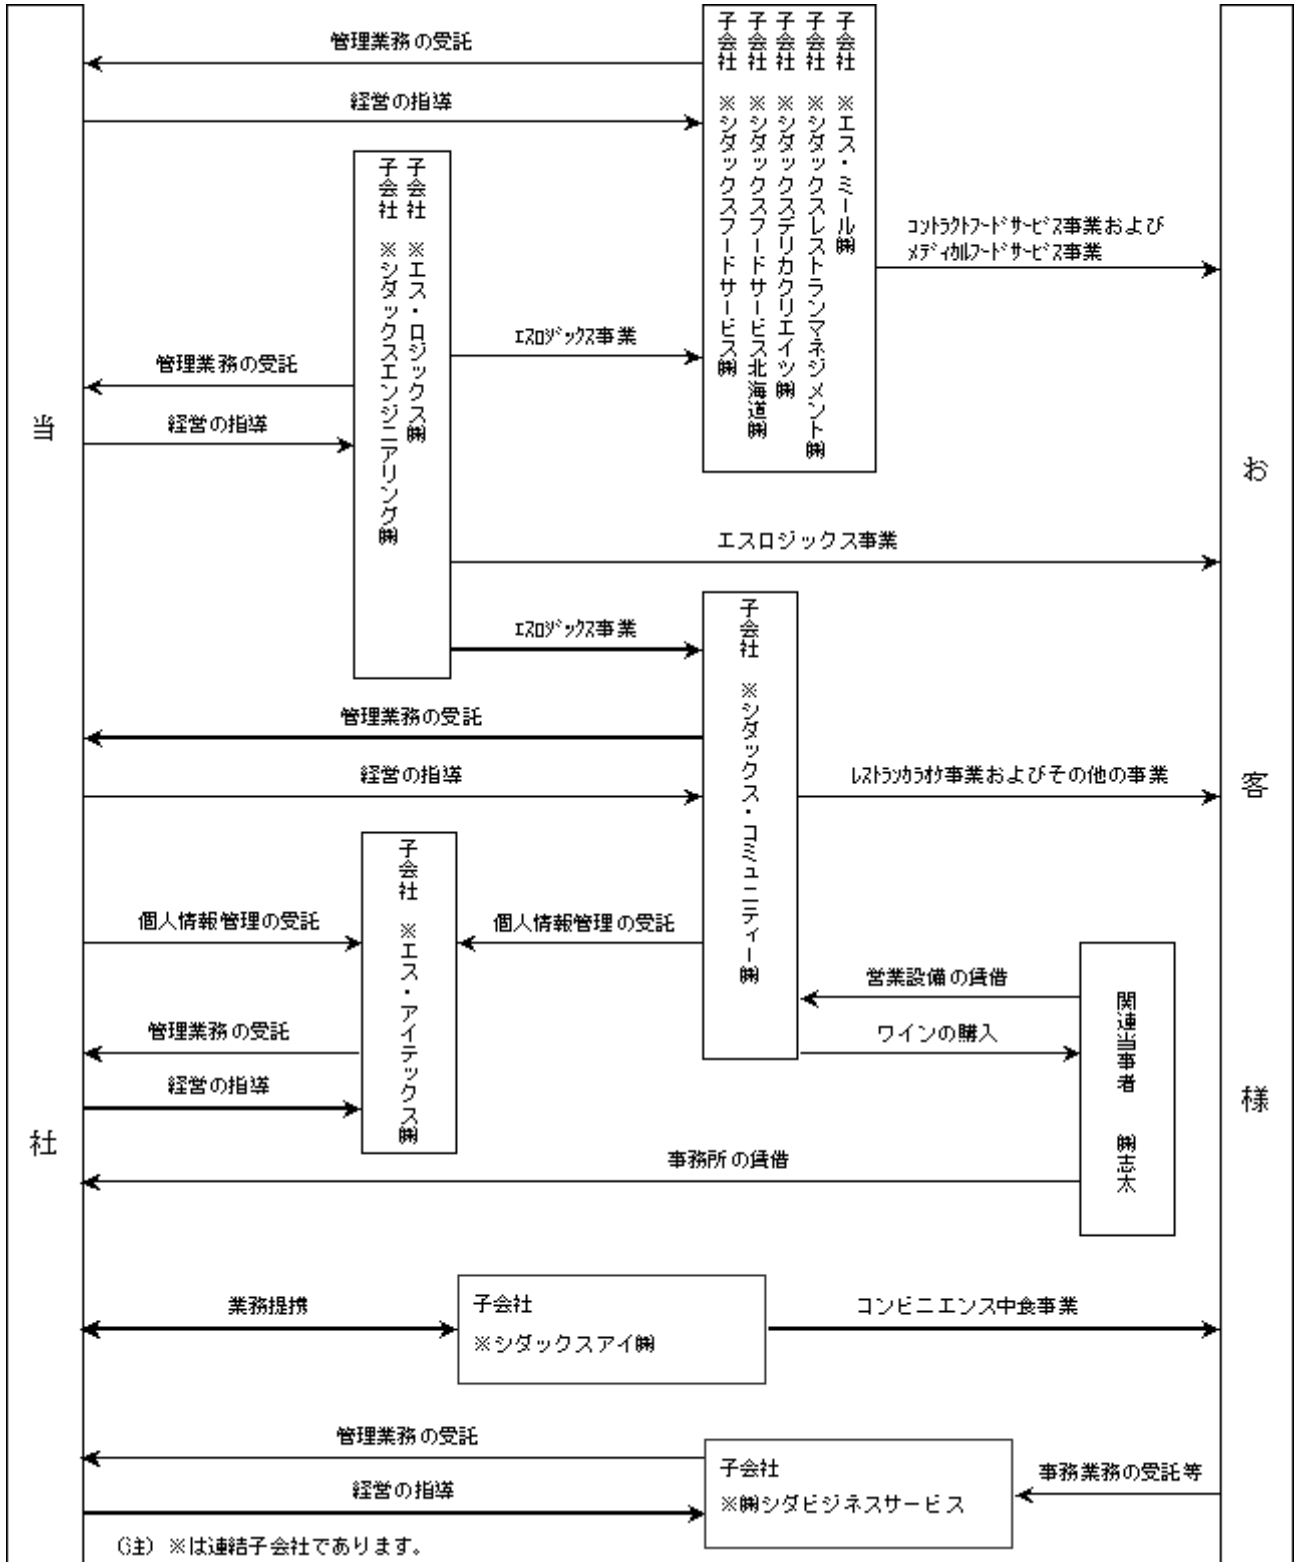 当社
お客様
管理業務の受託
経営の指導
子会社 ※シダックスフードサービス㈱
子会社 ※シダックスフードサービス北海道㈱
子会社 ※シダックスデリカクリエイツ㈱
子会社 ※シダックスレストランマネジメント㈱
子会社 ※エス・ミール㈱
ｺﾝﾄﾗｸﾄﾌｰﾄﾞｻｰﾋﾞｽ事業および
ﾒﾃﾞｨｶﾙﾌｰﾄﾞｻｰﾋﾞｽ事業
子会社 ※シダックスエンジニアリング㈱
子会社 ※エス・ロジックス㈱
ｴｽﾛｼﾞｯｸｽ事業
管理業務の受託
経営の指導
エスロジックス事業
ｴｽﾛｼﾞｯｸｽ事業
子会社 ※シダックス・コミュニティー㈱
管理業務の受託
経営の指導
ﾚｽﾄﾗﾝｶﾗｵｹ事業およびその他の事業
子会社 ※エス・アイテックス㈱
個人情報管理の受託
個人情報管理の受託
営業設備の賃借
ワインの購入
関連当事者 ㈱志太
管理業務の受託
経営の指導
事務所の賃借
業務提携
子会社
※シダックスアイ㈱
コンビニエンス中食事業
管理業務の受託
経営の指導
子会社
※㈱シダビジネスサービス
事務業務の受託等
（注）※は連結子会社であります。